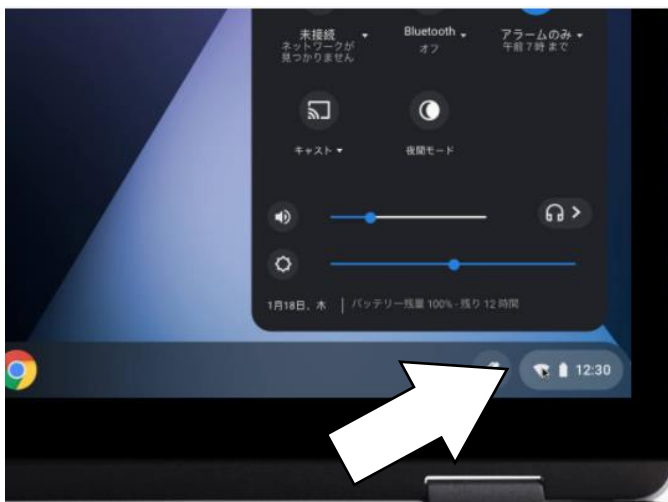 未接続
ネットワークが
見つかりません
Bluetooth
オフ
アラームのみ
午前7時 まで
キャスト
夜間モード
1月18日、木 | バッテリー残量 100% - 残り 12 時間
12:30